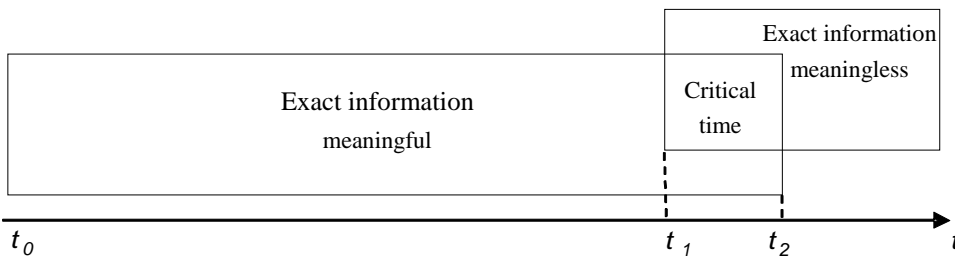 Exact information
meaningful
Critical
time
Exact information
meaningless
t0 t1 t2 t